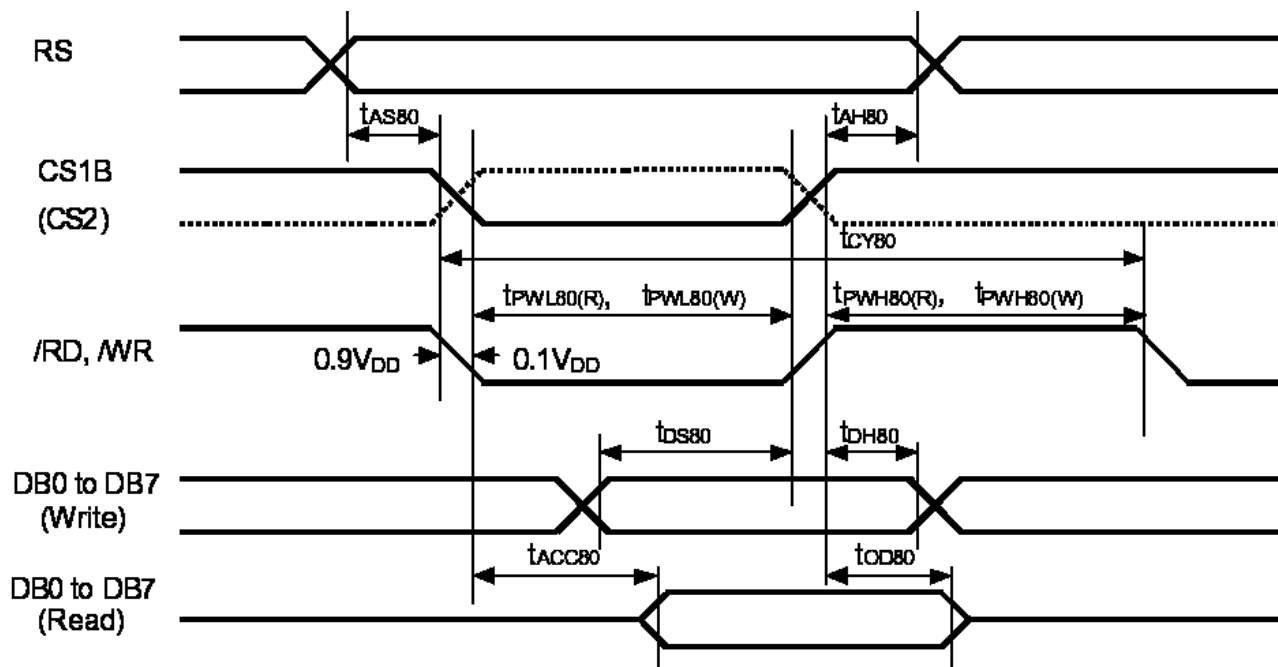 RS
tAS80 tAH80
CS1B
(CS2)
tCY80
tPWL80(R), tPWL80(W) tPWH80(R), tPWH80(W)
/RD, /WR 0.9VDD 0.1VDD
tDS80 tDH80
DB0 to DB7
(Write)
tACC80 tOD80
DB0 to DB7
(Read)